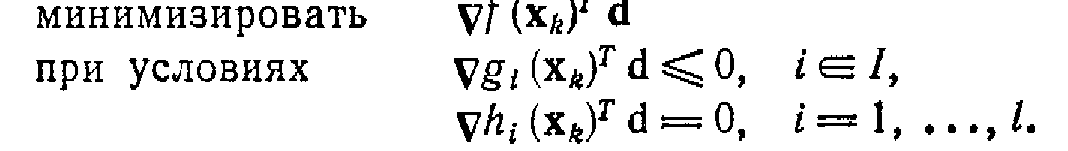 минимизировать ∇f (x_k)^T d
при условиях ∇g_i (x_k)^T d ⩽ 0, i ∈ I,
∇h_i (x_k)^T d = 0, i = 1, ..., l.